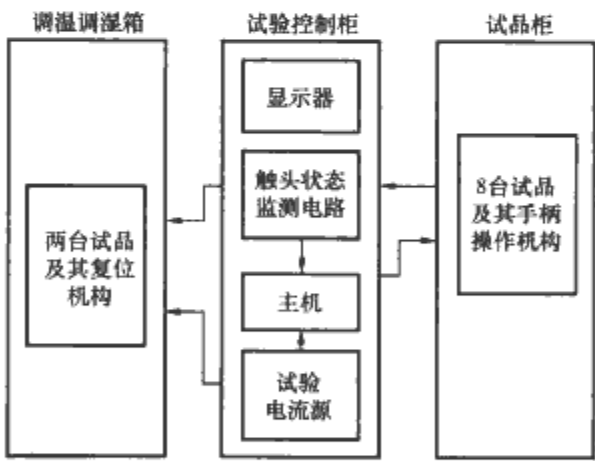 调温调湿箱
试验控制柜
试品柜
显示器
触头状态
监测电路
主机
试验
电流源
两台试品
及其复位
机构
8台试品
及其手柄
操作机构